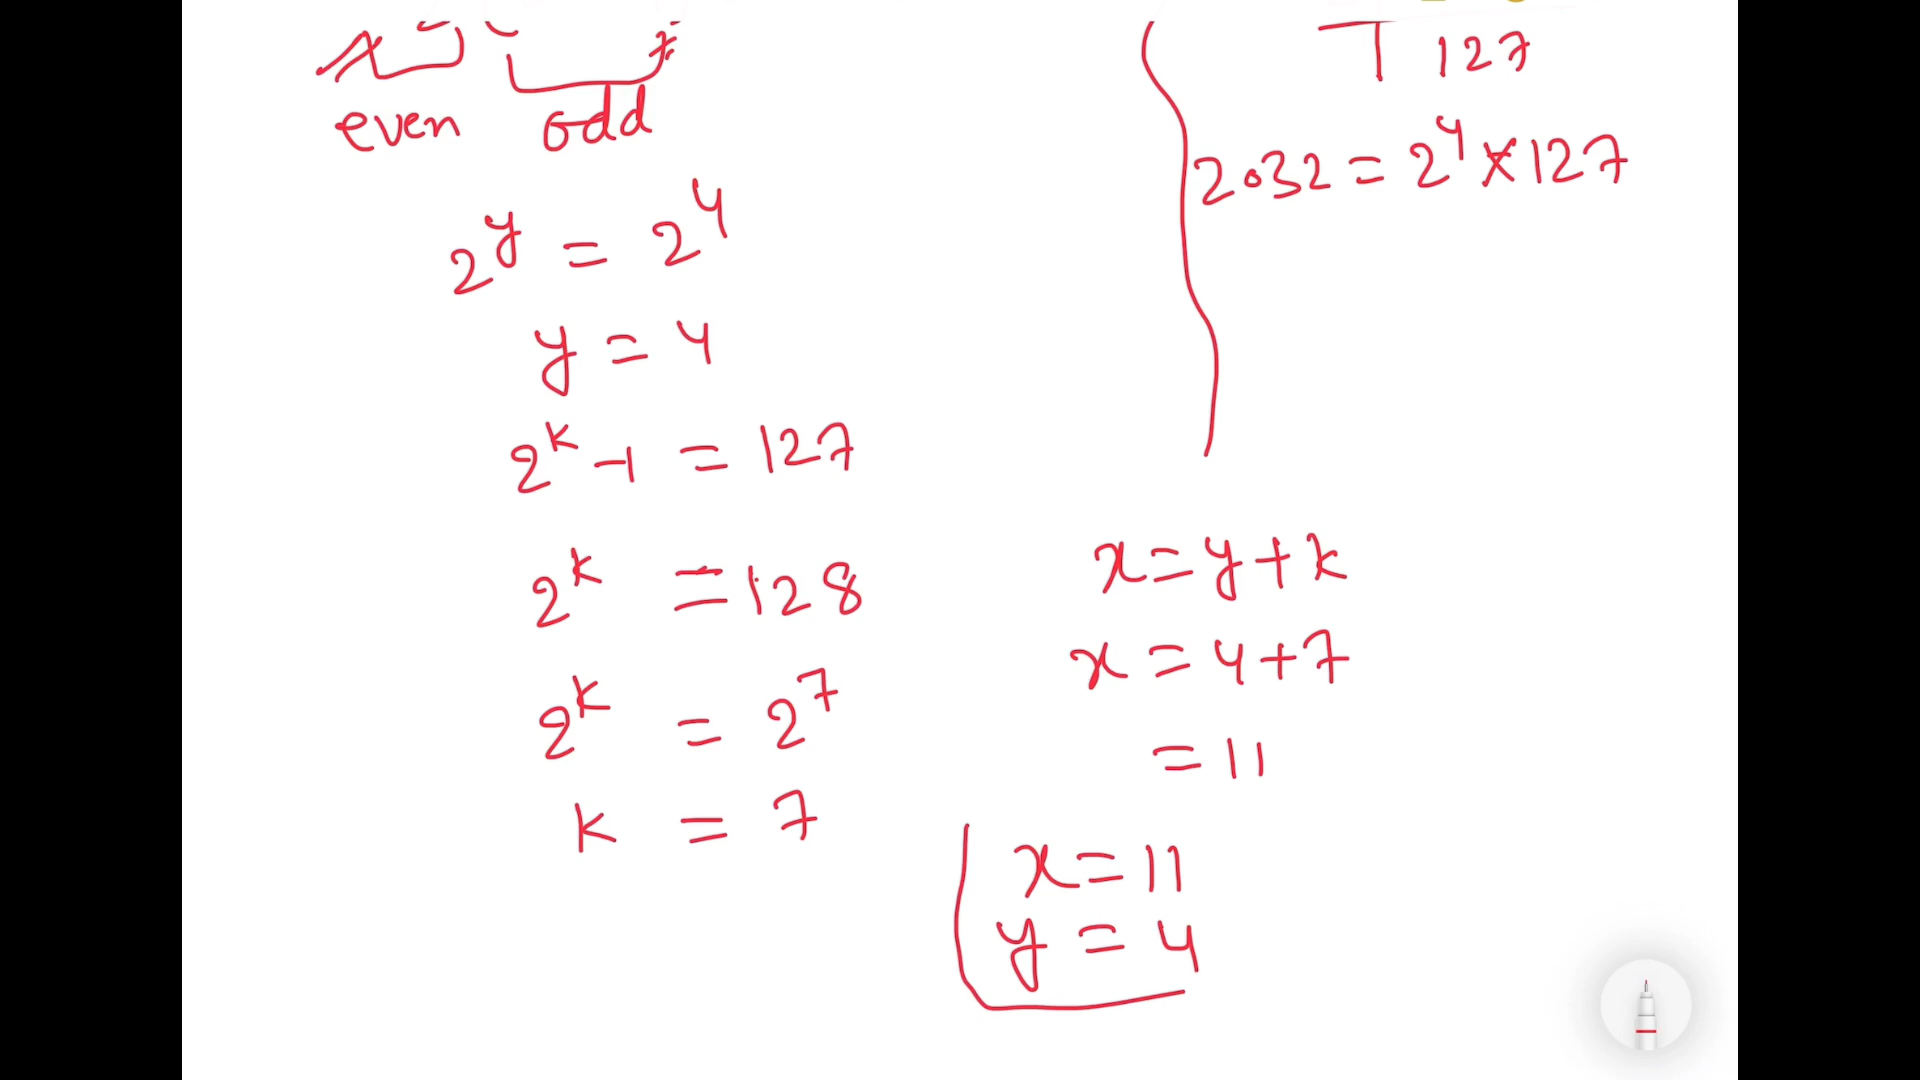 even odd
2^y = 2^4
y = 4
2^k - 1 = 127
2^k = 128
2^k = 2^7
k = 7
127
2032 = 2^4 × 127
x = y + k
x = 4 + 7
= 11
x = 11
y = 4